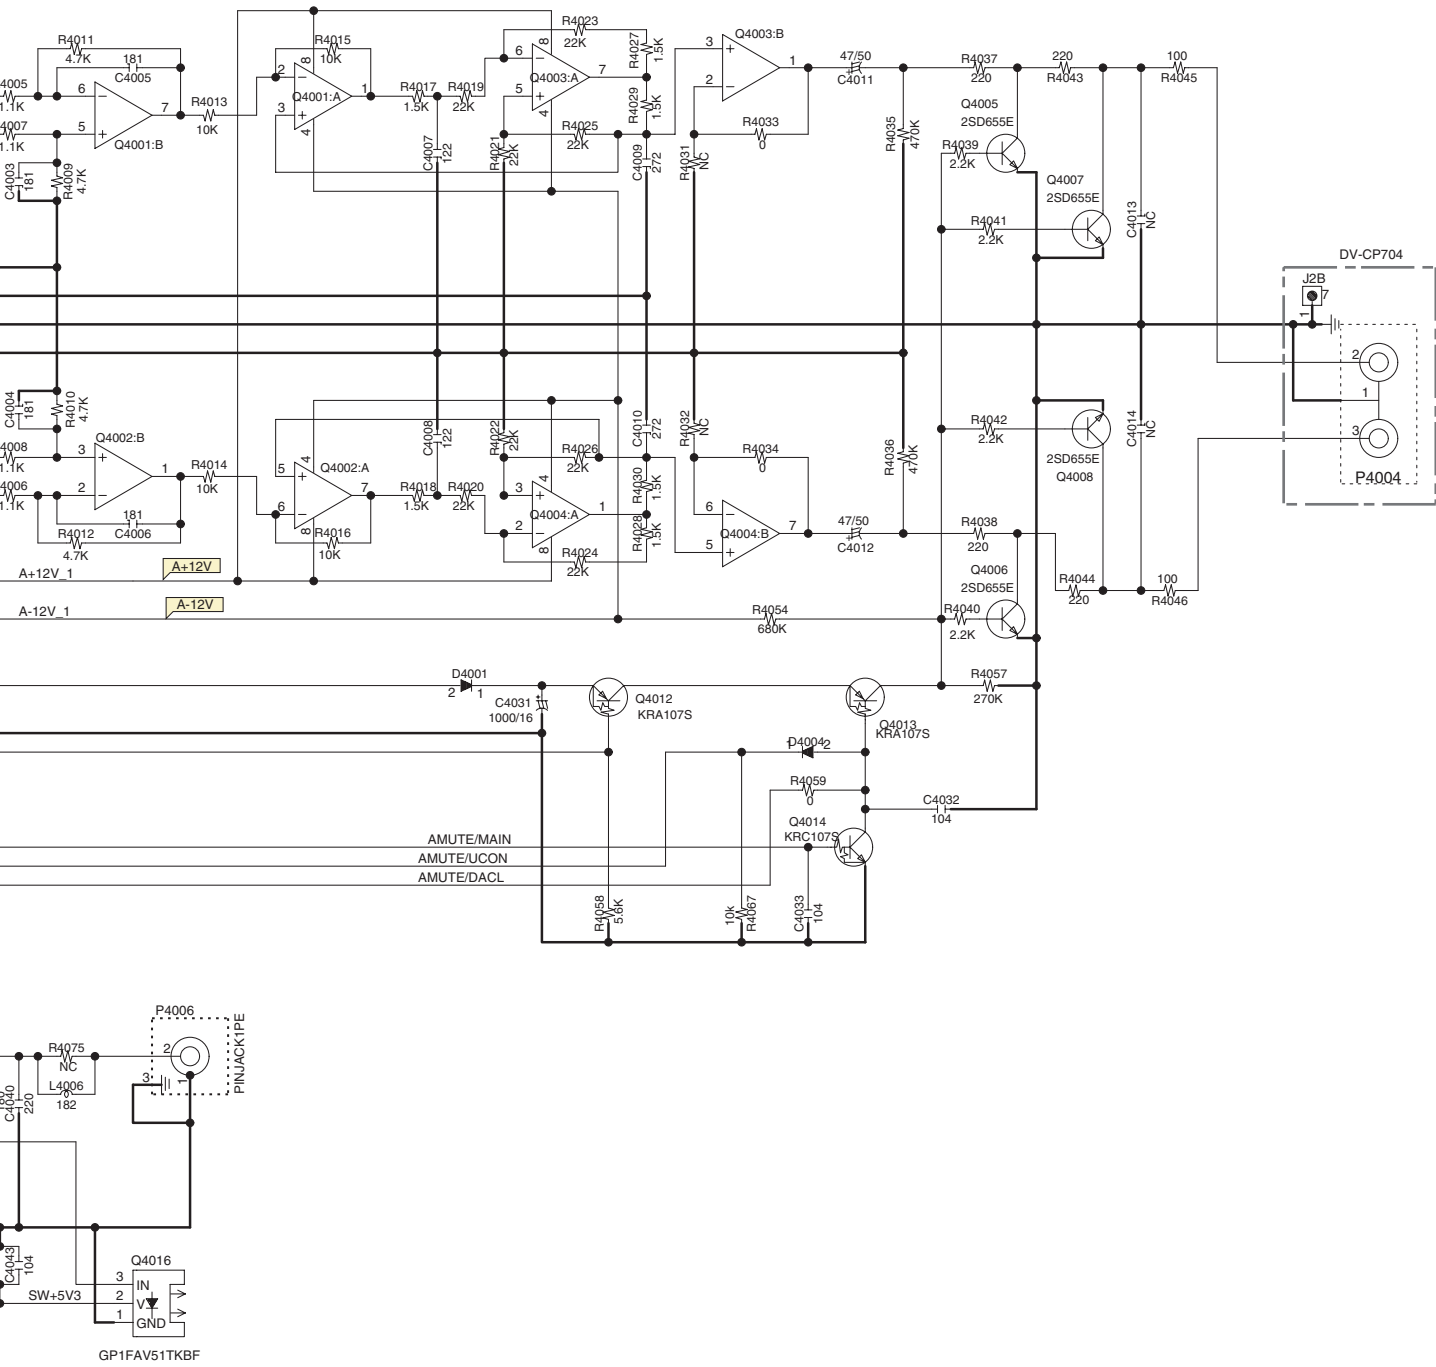 R4011
4.7K
181
C4005
4005
1.1K
4007
1.1K
6
5
7
Q4001:B
C4003
181
R4009
4.7K
R4013
10K
R4015
10K
8
2
3
4
1
Q4001:A
R4017
1.5K
R4019
22K
C4007
122
R4021
22K
R4023
22K
8
6
5
4
7
Q4003:A
R4025
22K
R4027
1.5K
R4029
1.5K
C4009
272
R4031
NC
Q4003:B
3
2
1
R4033
0
47/50
C4011
R4035
470K
R4037
220
220
R4043
100
R4045
Q4005
2SD655E
R4039
2.2K
Q4007
2SD655E
R4041
2.2K
C4013
NC
DV-CP704
J2B
7
1
2
1
3
P4004
C4004
181
R4010
4.7K
4008
1.1K
4006
1.1K
Q4002:B
3
2
1
181
C4006
R4012
4.7K
R4014
10K
4
5
6
8
7
Q4002:A
R4016
10K
R4018
1.5K
R4020
22K
C4008
122
R4022
22K
R4026
22K
4
3
2
8
1
Q4004:A
R4024
22K
C4010
272
R4030
1.5K
R4028
1.5K
R4032
NC
R4034
0
6
5
7
Q4004:B
47/50
C4012
R4036
470K
R4042
2.2K
2SD655E
Q4008
C4014
NC
R4038
220
Q4006
2SD655E
R4040
2.2K
R4044
220
100
R4046
A+12V_1
A+12V
A-12V_1
A-12V
R4054
680K
D4001
2
1
C4031
1000/16
+
Q4012
KRA107S
Q4013
KRA107S
R4057
270K
1
D4004
2
R4059
0
Q4014
KRC107S
C4032
104
AMUTE/MAIN
AMUTE/UCON
AMUTE/DACL
R4058
5.6K
10k
R4067
C4033
104
P4006
PINJACK1PE
2
1
3
R4075
NC
L4006
182
C4040
220
C4043
104
Q4016
3
IN
SW+5V3
2
V
1
GND
GP1FAV51TKBF